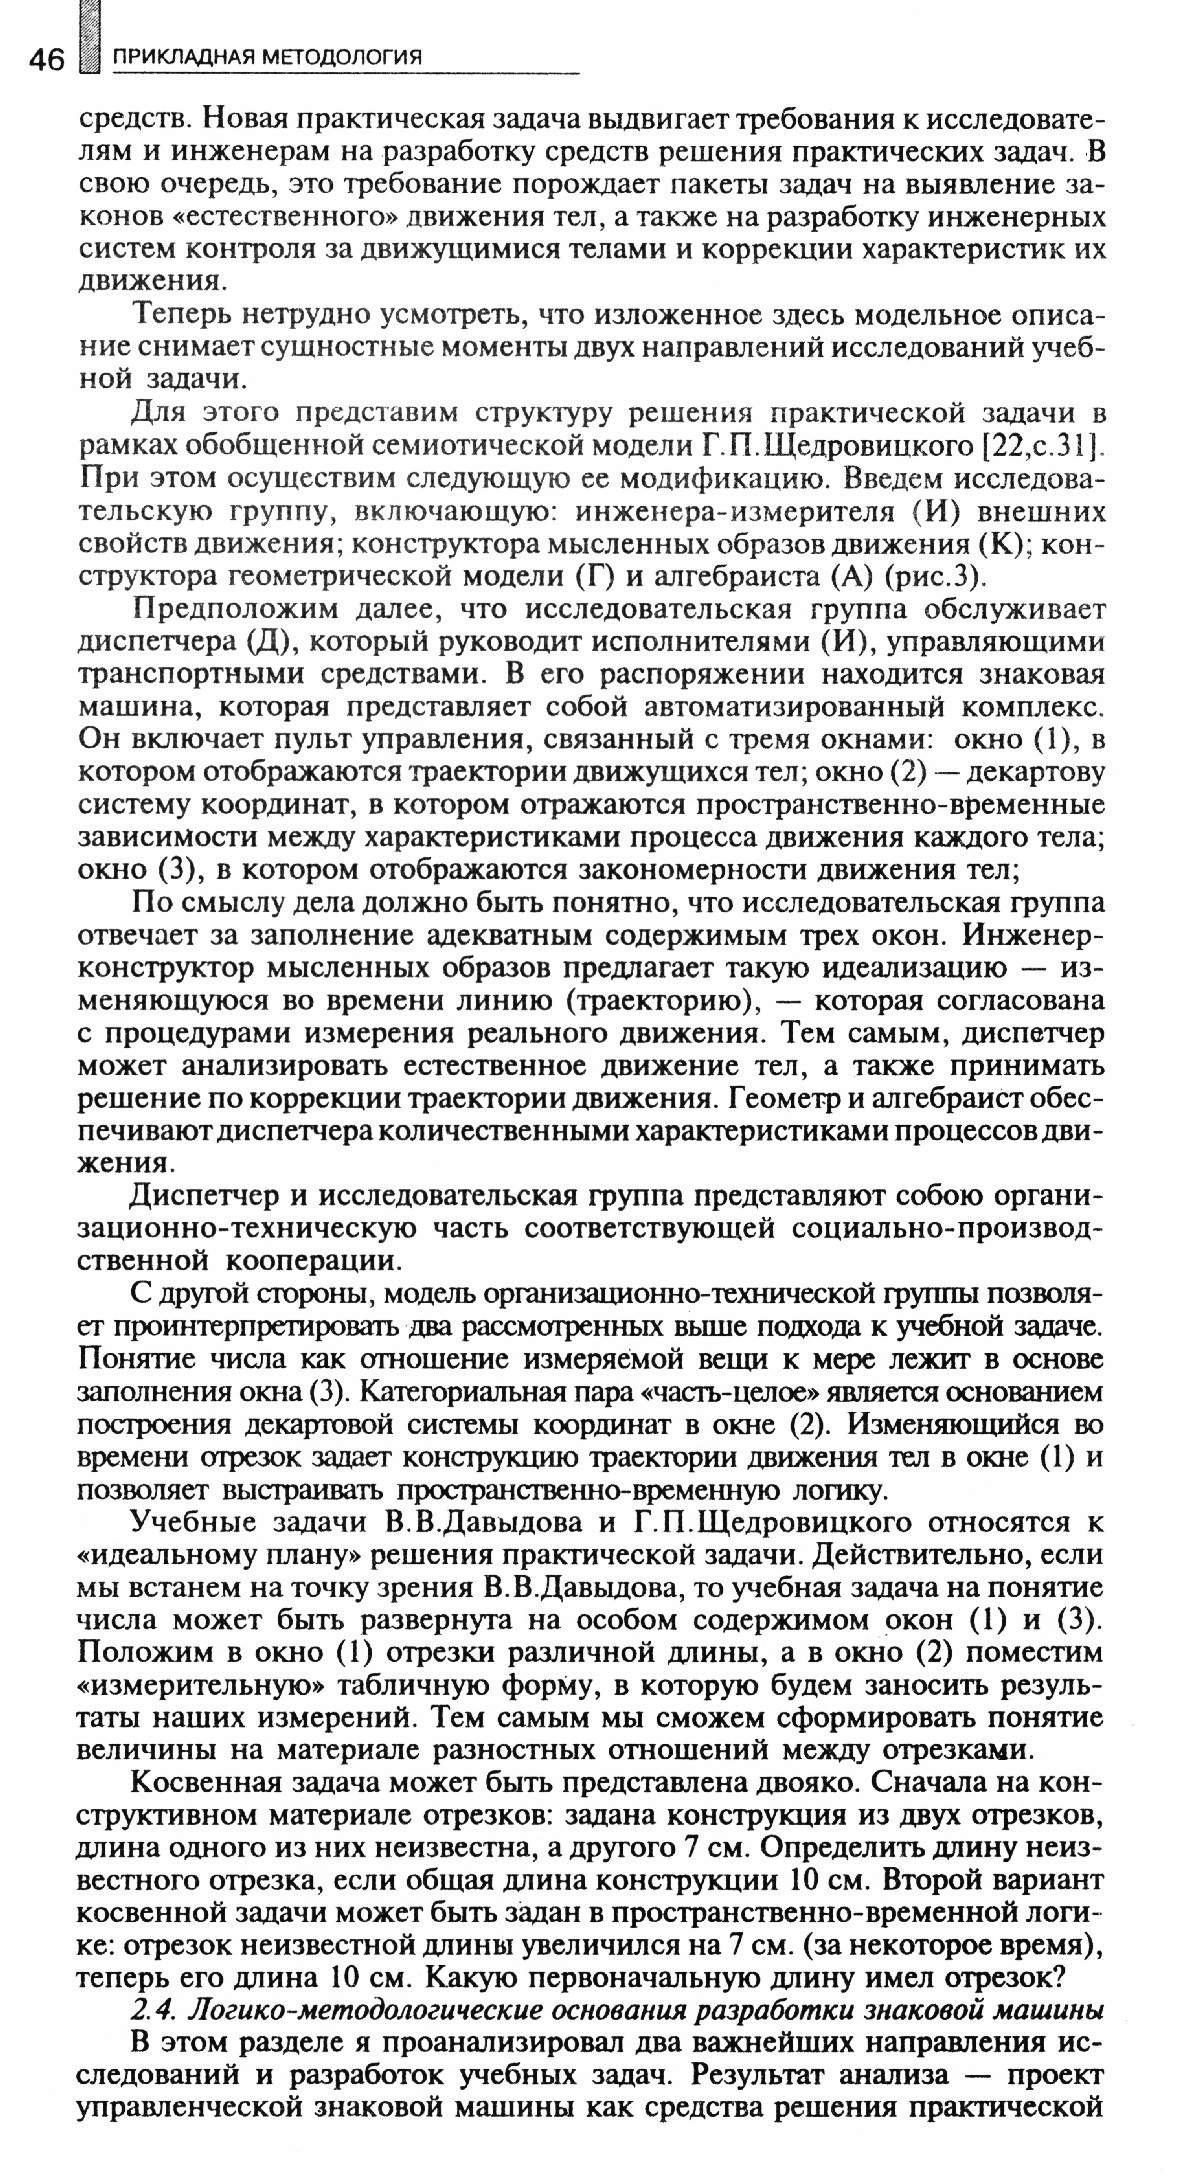 46 ПРИКЛАДНАЯ МЕТОДОЛОГИЯ
средств. Новая практическая задача выдвигает требования к исследовате-
лям и инженерам на разработку средств решения практических задач. В
свою очередь, это требование порождает пакеты задач на выявление за-
конов «естественного» движения тел, а также на разработку инженерных
систем контроля за движущимися телами и коррекции характеристик их
движения.
Теперь нетрудно усмотреть, что изложенное здесь модельное описа-
ние снимает сущностные моменты двух направлений исследований учеб-
ной задачи.
Для этого представим структуру решения практической задачи в
рамках обобщенной семиотической модели Г.П.Щедровицкого [22,с.31].
При этом осуществим следующую ее модификацию. Введем исследова-
тельскую группу, включающую: инженера-измерителя (И) внешних
свойств движения; конструктора мысленных образов движения (К); кон-
структора геометрической модели (Г) и алгебраиста (А) (рис.3).
Предположим далее, что исследовательская группа обслуживает
диспетчера (Д), который руководит исполнителями (И), управляющими
транспортными средствами. В его распоряжении находится знаковая
машина, которая представляет собой автоматизированный комплекс.
Он включает пульт управления, связанный с тремя окнами: окно (1), в
котором отображаются траектории движущихся тел; окно (2) — декартову
систему координат, в котором отражаются пространственно-временные
зависимости между характеристиками процесса движения каждого тела;
окно (3), в котором отображаются закономерности движения тел;
По смыслу дела должно быть понятно, что исследовательская группа
отвечает за заполнение адекватным содержимым трех окон. Инженер-
конструктор мысленных образов предлагает такую идеализацию — из-
меняющуюся во времени линию (траекторию), — которая согласована
с процедурами измерения реального движения. Тем самым, диспетчер
может анализировать естественное движение тел, а также принимать
решение по коррекции траектории движения. Геометр и алгебраист обес-
печивают диспетчера количественными характеристиками процессов дви-
жения.
Диспетчер и исследовательская группа представляют собою органи-
зационно-техническую часть соответствующей социально-производ-
ственной кооперации.
С другой стороны, модель организационно-технической группы позволя-
ет проинтерпретировать два рассмотренных выше подхода к учебной задаче.
Понятие числа как отношение измеряемой вещи к мере лежит в основе
заполнения окна (3). Категориальная пара «часть-целое» является основанием
построения декартовой системы координат в окне (2). Изменяющийся во
времени отрезок задает конструкцию траектории движения тел в окне (1) и
позволяет выстраивать пространственно-временную логику.
Учебные задачи В.В.Давыдова и Г.П.Щедровицкого относятся к
«идеальному плану» решения практической задачи. Действительно, если
мы встанем на точку зрения В.В.Давыдова, то учебная задача на понятие
числа может быть развернута на особом содержимом окон (1) и (3).
Положим в окно (1) отрезки различной длины, а в окно (2) поместим
«измерительную» табличную форму, в которую будем заносить резуль-
таты наших измерений. Тем самым мы сможем сформировать понятие
величины на материале разностных отношений между отрезками.
Косвенная задача может быть представлена двояко. Сначала на кон-
структивном материале отрезков: задана конструкция из двух отрезков,
длина одного из них неизвестна, а другого 7 см. Определить длину неиз-
вестного отрезка, если общая длина конструкции 10 см. Второй вариант
косвенной задачи может быть задан в пространственно-временной логи-
ке: отрезок неизвестной длины увеличился на 7 см. (за некоторое время),
теперь его длина 10 см. Какую первоначальную длину имел отрезок?
2.4. Логико-методологические основания разработки знаковой машины
В этом разделе я проанализировал два важнейших направления ис-
следований и разработок учебных задач. Результат анализа — проект
управленческой знаковой машины как средства решения практической